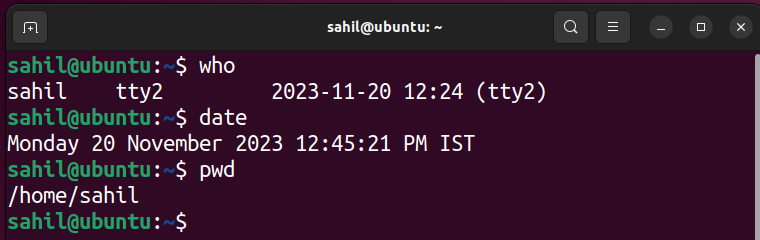 sahil@ubuntu: ~
sahil@ubuntu:~$ who
sahil    tty2         2023-11-20 12:24 (tty2)
sahil@ubuntu:~$ date
Monday 20 November 2023 12:45:21 PM IST
sahil@ubuntu:~$ pwd
/home/sahil
sahil@ubuntu:~$